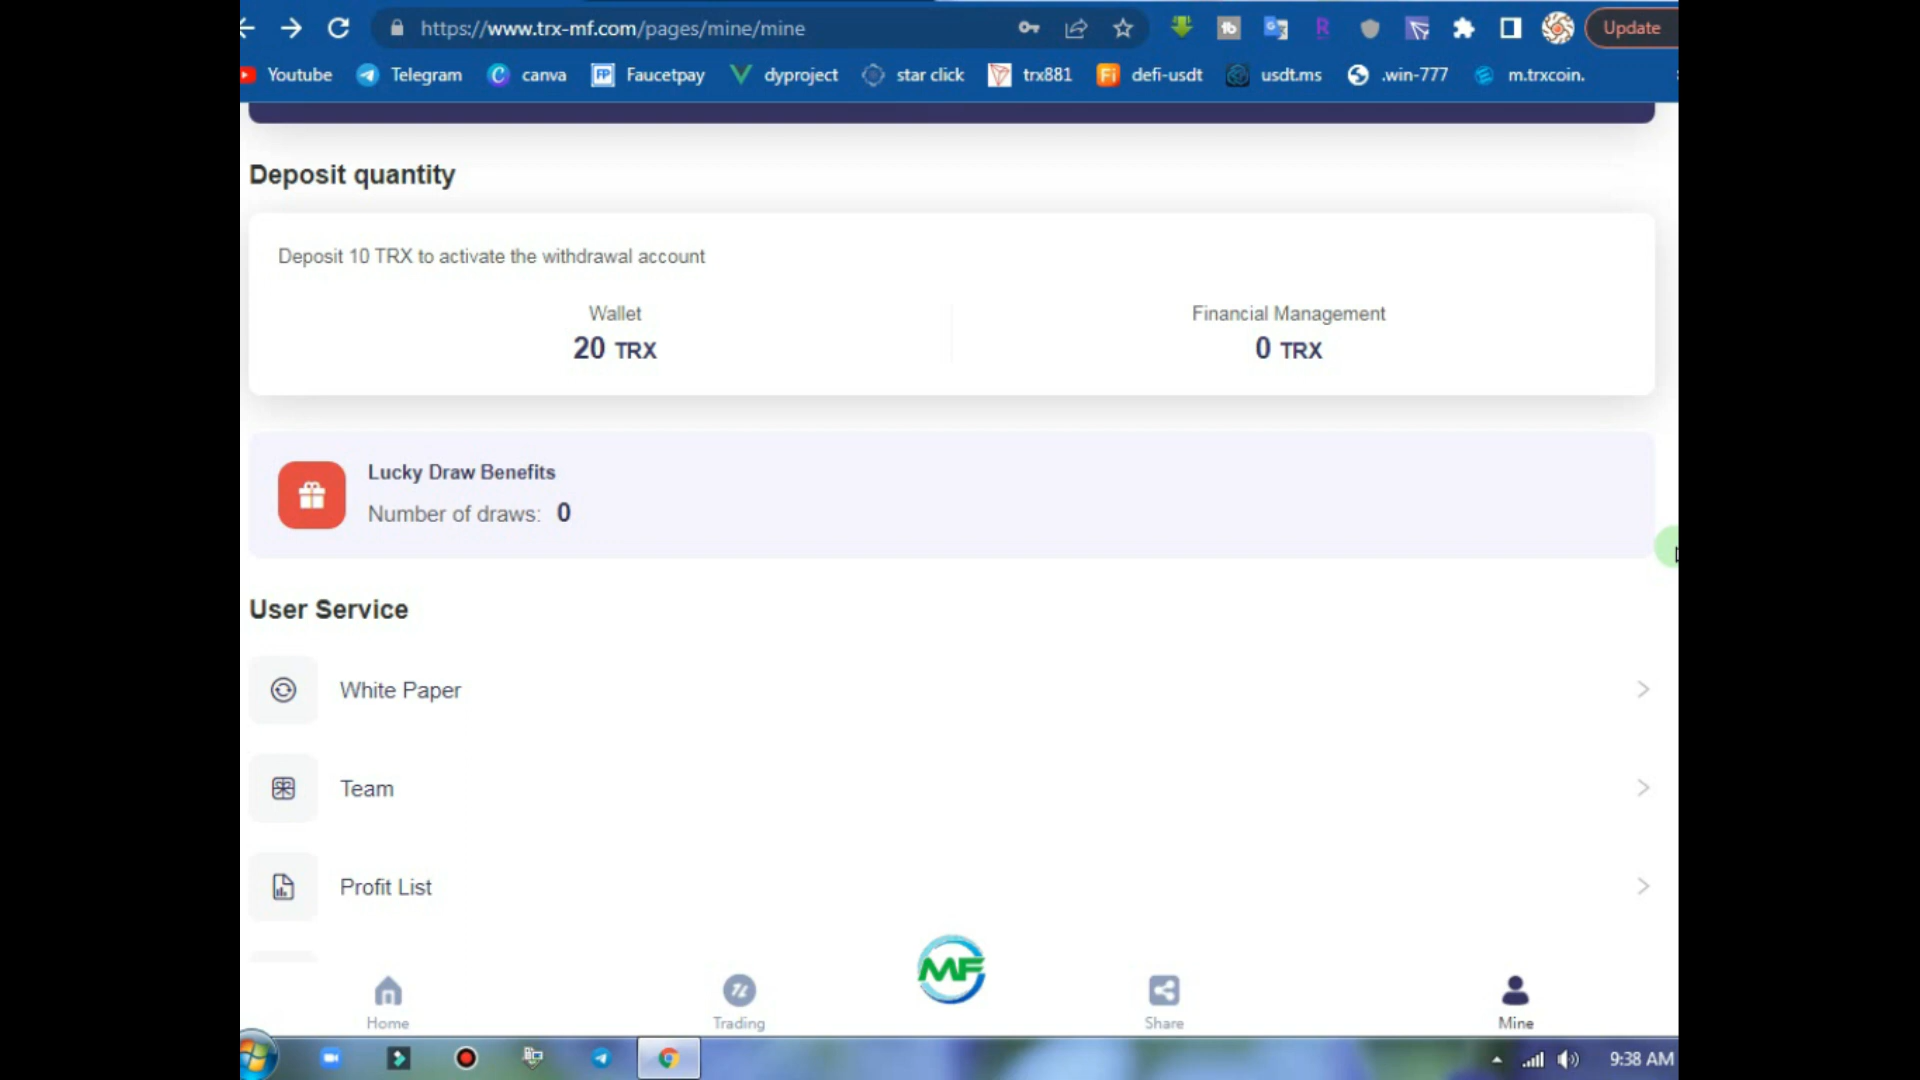 https://www.trx-mf.com/pages/mine/mine
Update
Youtube
Telegram
canva
FP
Faucetpay
dyproject
star click
trx881
Fi
defi-usdt
usdt.ms
.win-777
m.trxcoin.
Deposit quantity
Deposit 10 TRX to activate the withdrawal account
Wallet
Financial Management
20 TRX
0 TRX
Lucky Draw Benefits
Number of draws: 0
User Service
White Paper
Team
Profit List
MF
Home
Trading
Share
Mine
9:38 AM